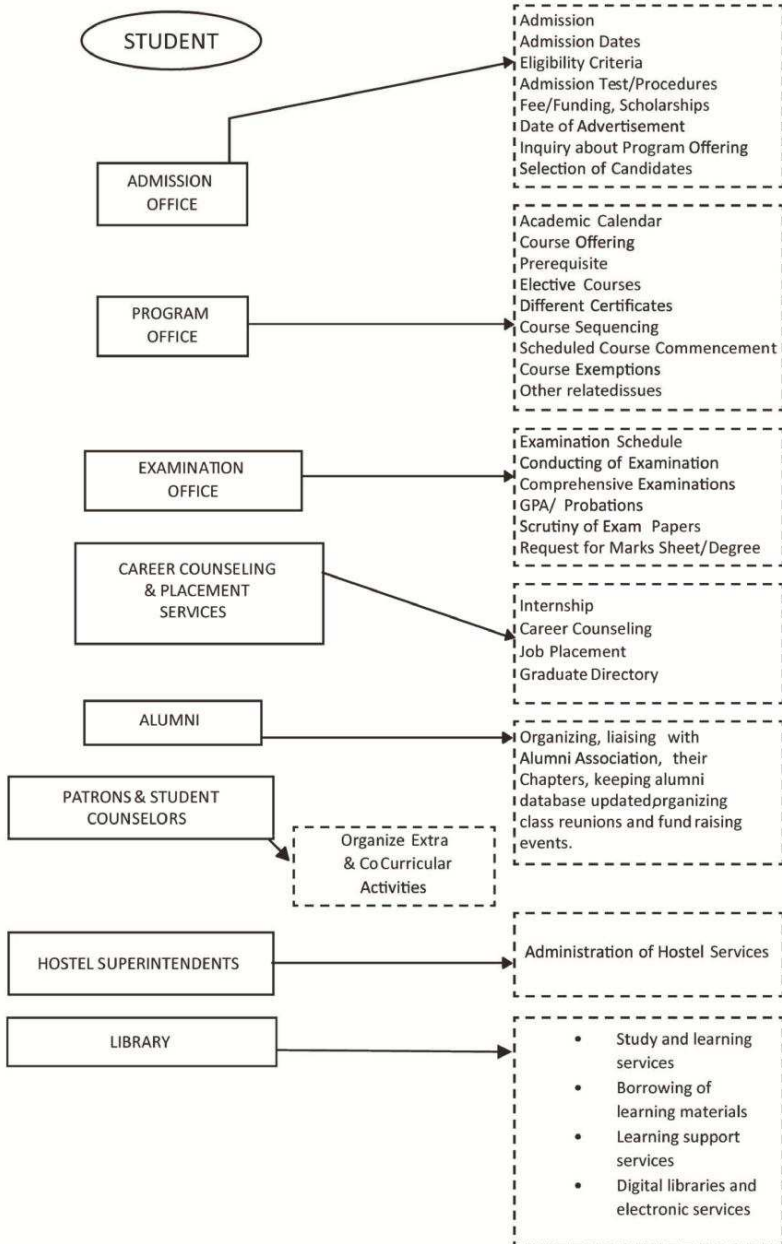 STUDENT
ADMISSION
OFFICE
Admission
Admission Dates
Eligibility Criteria
Admission Test/Procedures
Fee/Funding, Scholarships
Date of Advertisement
Inquiry about Program Offering
Selection of Candidates
PROGRAM
OFFICE
Academic Calendar
Course Offering
Prerequisite
Elective Courses
Different Certificates
Course Sequencing
Scheduled Course Commencement
Course Exemptions
Other relatedissues
EXAMINATION
OFFICE
Examination Schedule
Conducting of Examination
Comprehensive Examinations
GPA/ Probations
Scrutiny of Exam Papers
Request for Marks Sheet/Degree
CAREER COUNSELING
& PLACEMENT
SERVICES
Internship
Career Counseling
Job Placement
Graduate Directory
ALUMNI
Organizing, liaising with
Alumni Association, their
Chapters, keeping alumni
database updated,organizing
class reunions and fund raising
events.
PATRONS & STUDENT
COUNSELORS
Organize Extra
& Co Curricular
Activities
HOSTEL SUPERINTENDENTS
Administration of Hostel Services
LIBRARY
• Study and learning
services
• Borrowing of
learning materials
• Learning support
services
• Digital libraries and
electronic services